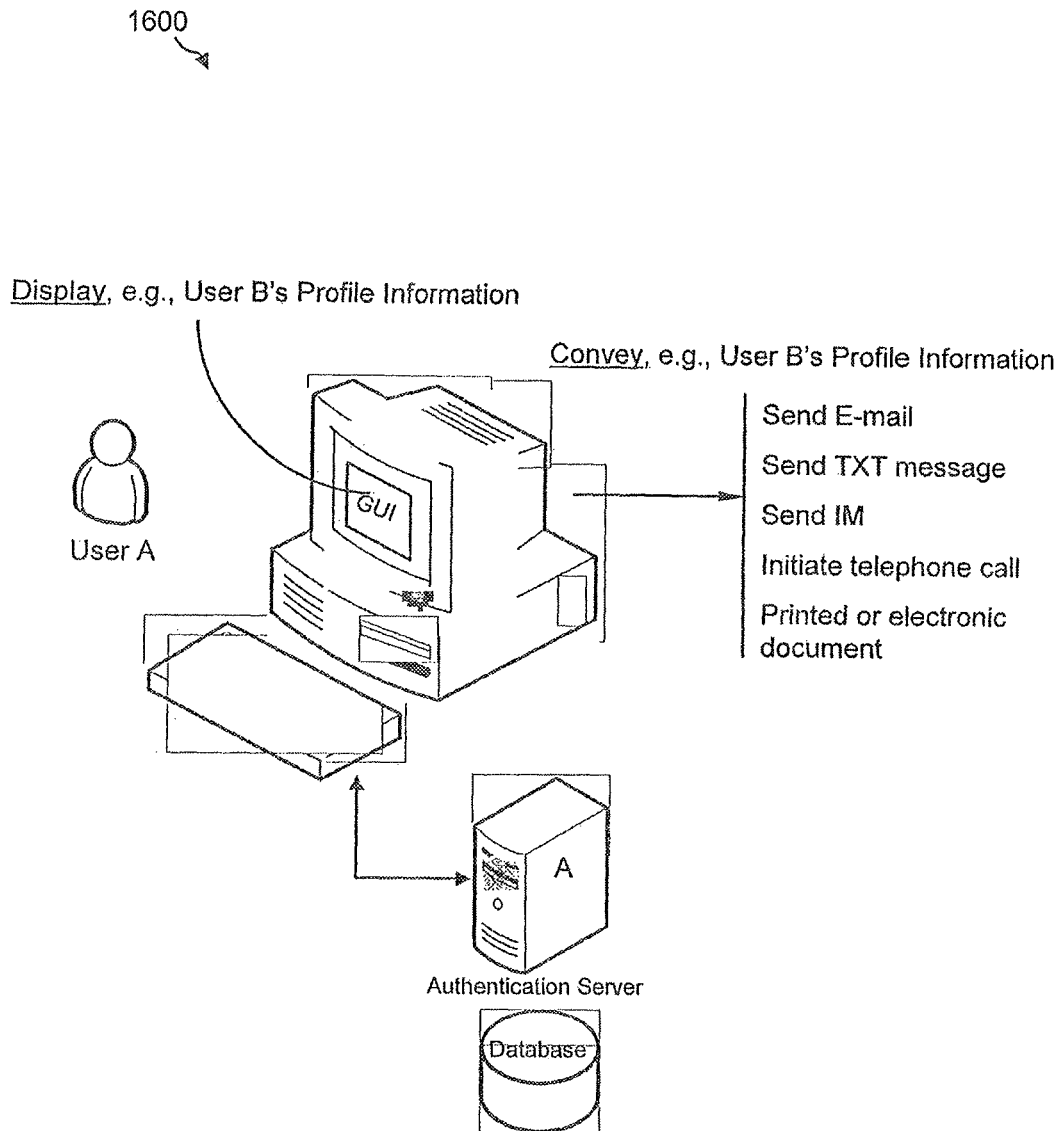 1600
Display, e.g., User B's Profile Information
Convey, e.g., User B's Profile Information
Send E-mail
Send TXT message
Send IM
Initiate telephone call
Printed or electronic
document
GUI
User A
A
Authentication Server
Database